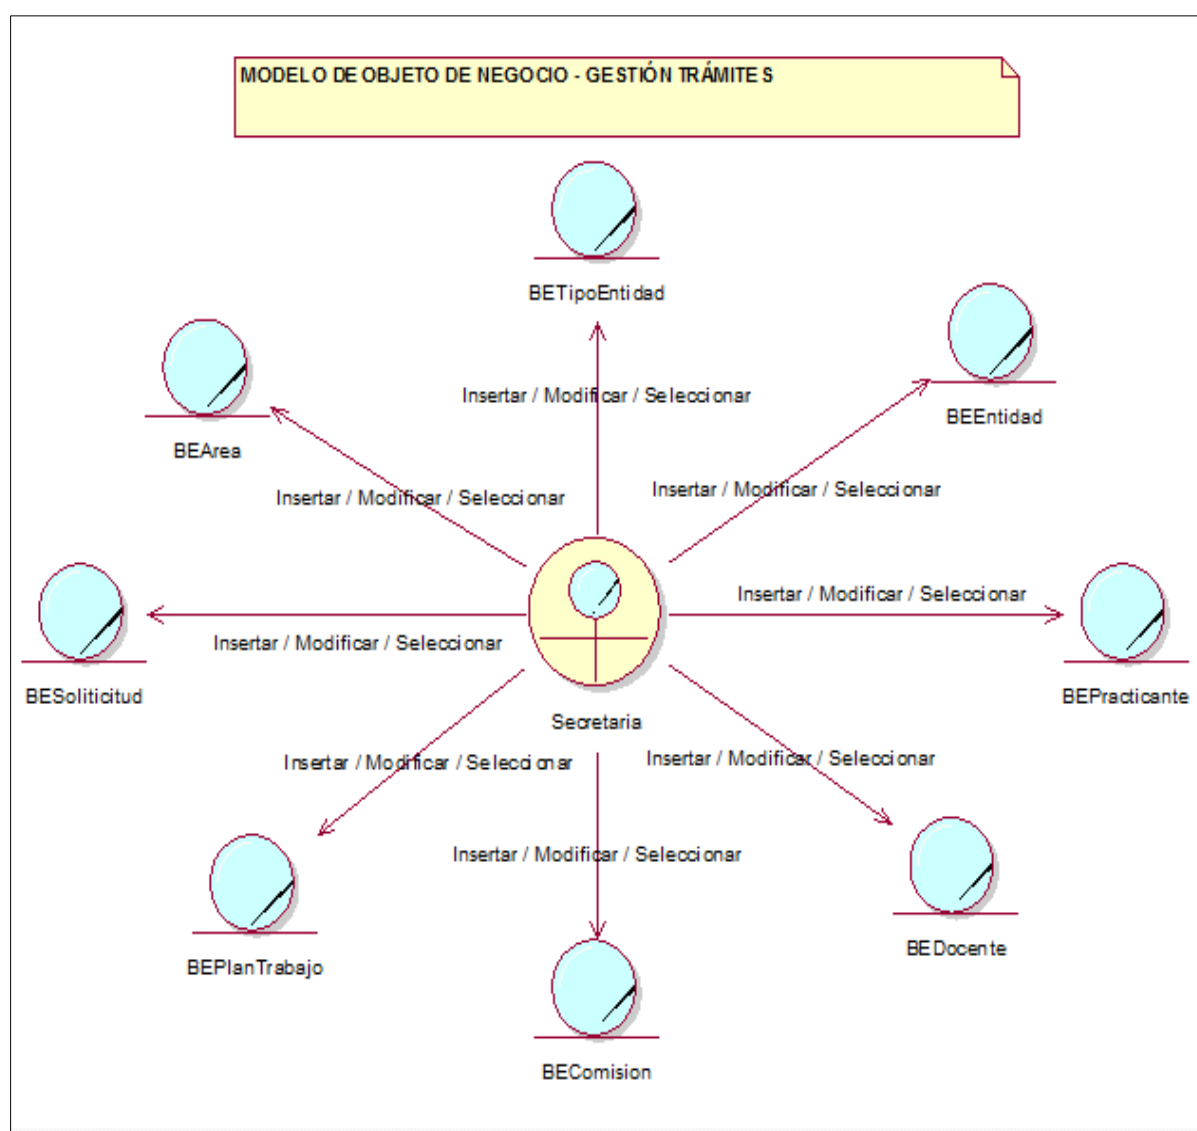 MODELO DE OBJETO DE NEGOCIO - GESTIÓN TRÁMITES
BETipoEntidad
BEEntidad
Insertar / Modificar / Seleccionar
BEArea
Insertar / Modificar / Seleccionar
Insertar / Modificar / Seleccionar
Insertar / Modificar / Seleccionar
Insertar / Modificar / Seleccionar
BESoliticitud
BEPracticante
Secretaria
Insertar / Modificar / Seleccionar
Insertar / Modificar / Seleccionar
Insertar / Modificar / Seleccionar
BEPlanTrabajo
BEDocente
BEComision